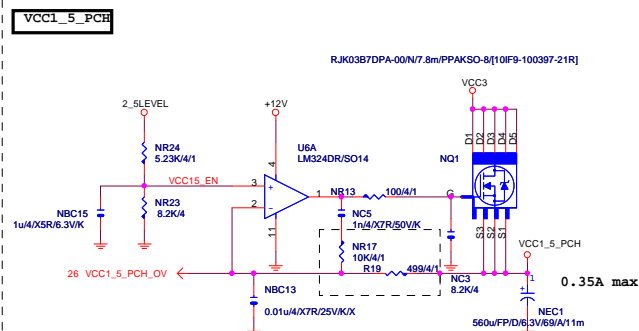 VCC1_5_PCH
RJK03B7DPA-00/N/7.8m/PPAKSO-8/[10IF9-100397-21R]
VCC3
2_5LEVEL
+12V
D1
D2
D3
D4
D5
U6A
LM324DR/SO14
NR24
5.23K/4/1
NQ1
4
VCC15_EN
3
+
1
NR13
100/4/1
G
2
-
NBC15
1u/4/X5R/6.3V/K
NR23
8.2K/4
11
NC5
1n/4/X7R/50V/K
S3
S2
S1
NR17
10K/4/1
VCC1_5_PCH
26 VCC1_5_PCH_OV
R19
499/4/1
NC3
8.2K/4
1
+
0.35A max
NBC13
0.01u/4/X7R/25V/K/X
NEC1
560u/FP/D/6.3V/69/A/11m